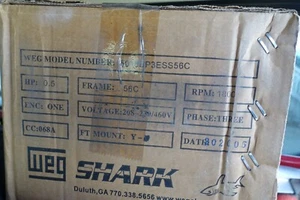 WEG MODEL NUMBER: P3ESS56C
HP: 0.5 FRAME: 56C RPM:
ENC: ONE VOLTAGE: 208-230/460V PHASE: THREE
CC: 068A FT MOUNT: Y- DATE:
WEG SHARK
Duluth, GA 770.338.5656